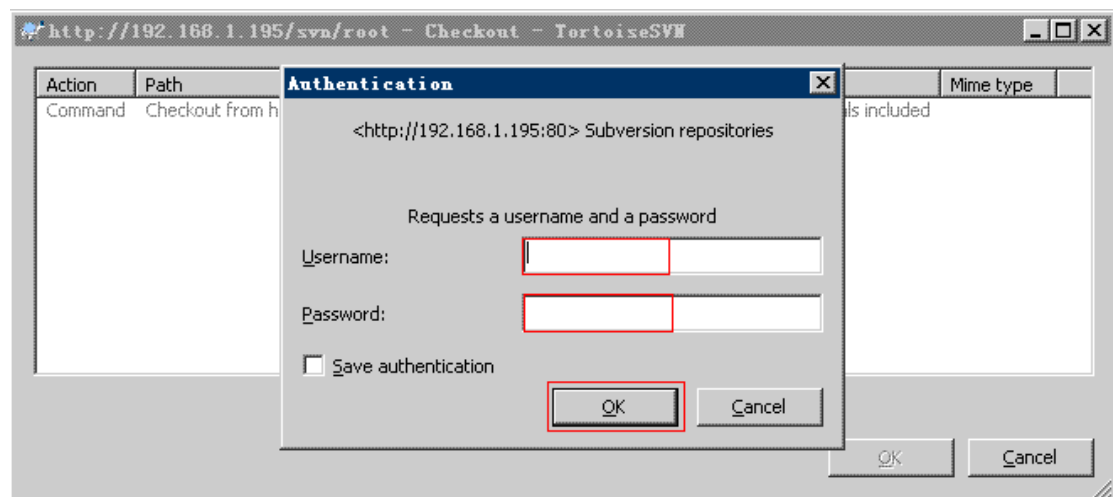 http://192.168.1.195/svn/root - Checkout - TortoiseSVN
Action Path Mime type
Command Checkout from h ls included
Authentication
<http://192.168.1.195:80> Subversion repositories
Requests a username and a password
Username:
Password:
Save authentication
OK Cancel
OK Cancel